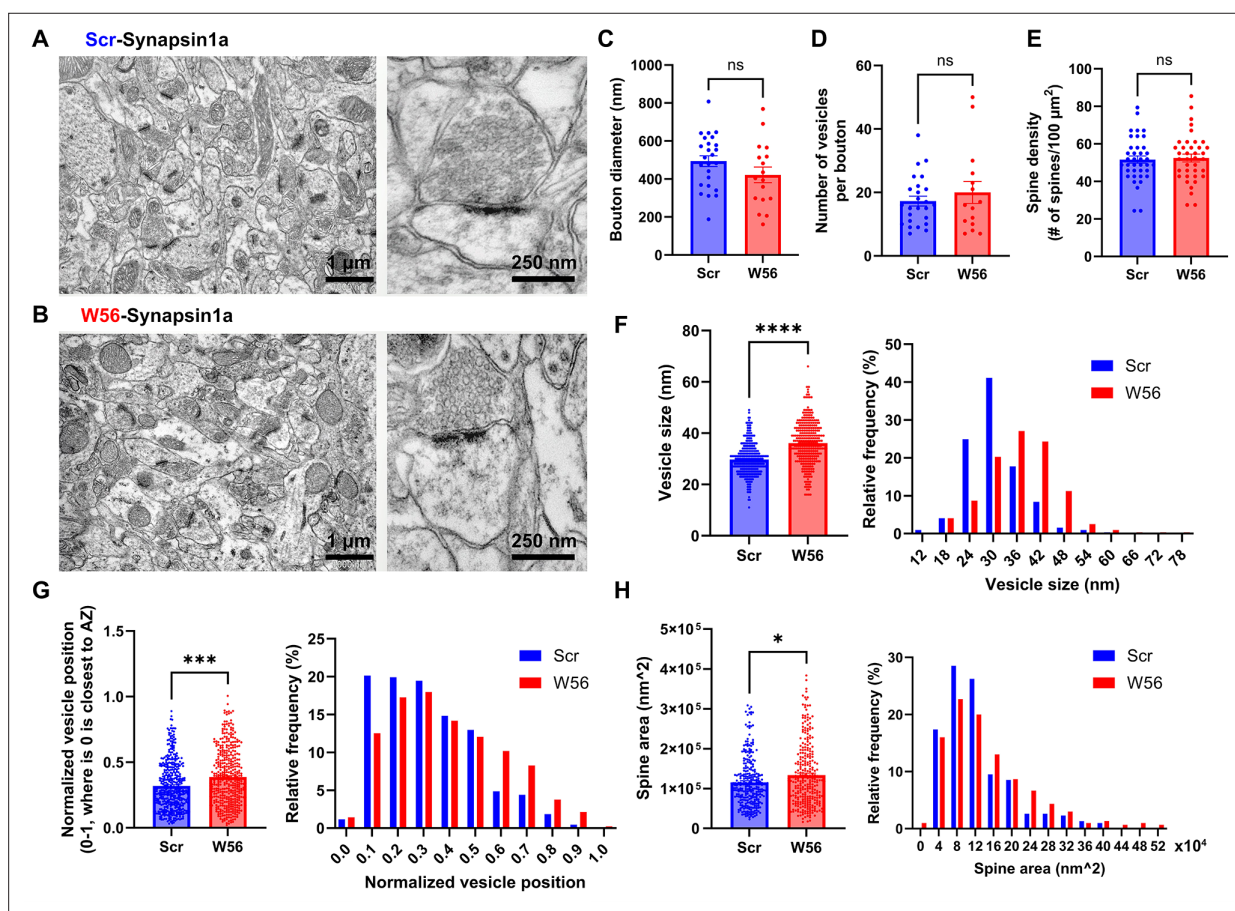 A
Scr-Synapsin1a
1 µm
250 nm
B
W56-Synapsin1a
1 µm
250 nm
C
ns
Bouton diameter (nm)
1000
800
600
400
200
0
Scr
W56
D
ns
Number of vesicles
per bouton
60
40
20
0
Scr
W56
E
ns
Spine density
(# of spines/100 µm²)
100
80
60
40
20
0
Scr
W56
F
****
Vesicle size (nm)
80
60
40
20
0
Scr
W56
Relative frequency (%)
50
40
30
20
10
0
Scr
W56
12 18 24 30 36 42 48 54 60 66 72 78
Vesicle size (nm)
G
***
Normalized vesicle position
(0-1, where is 0 is closest to AZ)
1.5
1.0
0.5
0.0
Scr
W56
Relative frequency (%)
25
20
15
10
5
0
Scr
W56
0.0 0.1 0.2 0.3 0.4 0.5 0.6 0.7 0.8 0.9 1.0
Normalized vesicle position
H
*
Spine area (nm^2)
5×10⁵
4×10⁵
3×10⁵
2×10⁵
1×10⁵
0
Scr
W56
Relative frequency (%)
30
20
10
0
Scr
W56
0 4 8 12 16 20 24 28 32 36 40 44 48 52 x10⁴
Spine area (nm^2)